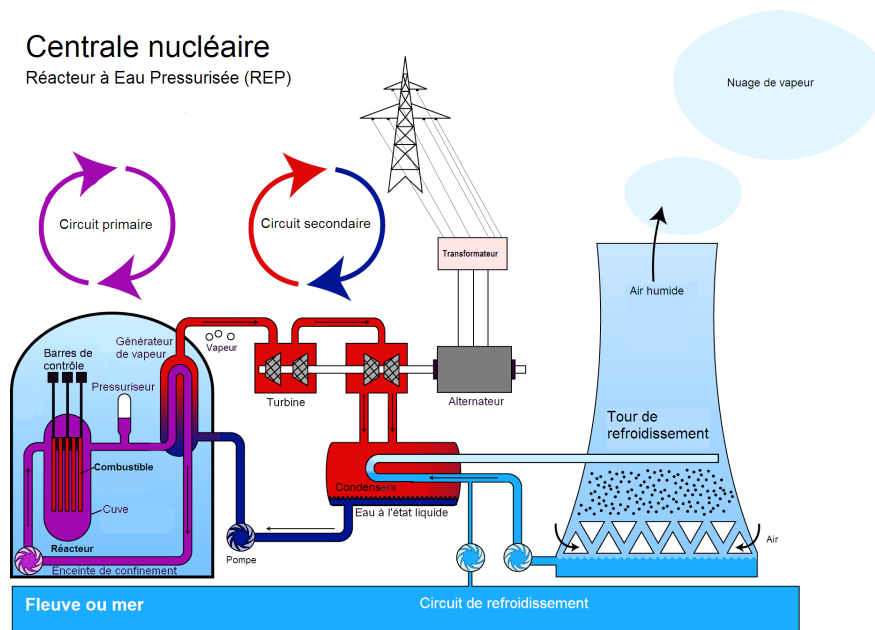 Centrale nucléaire
Réacteur à Eau Pressurisée (REP)
Nuage de vapeur
Circuit primaire
Circuit secondaire
Transformateur
Air humide
Générateur
de vapeur
Vapeur
Barres de
contrôle
Pressuriseur
Turbine
Alternateur
Tour de
refroidissement
Combustible
Condenseur
Cuve
Eau à l'état liquide
Réacteur
Pompe
Air
Enceinte de confinement
Fleuve ou mer
Circuit de refroidissement